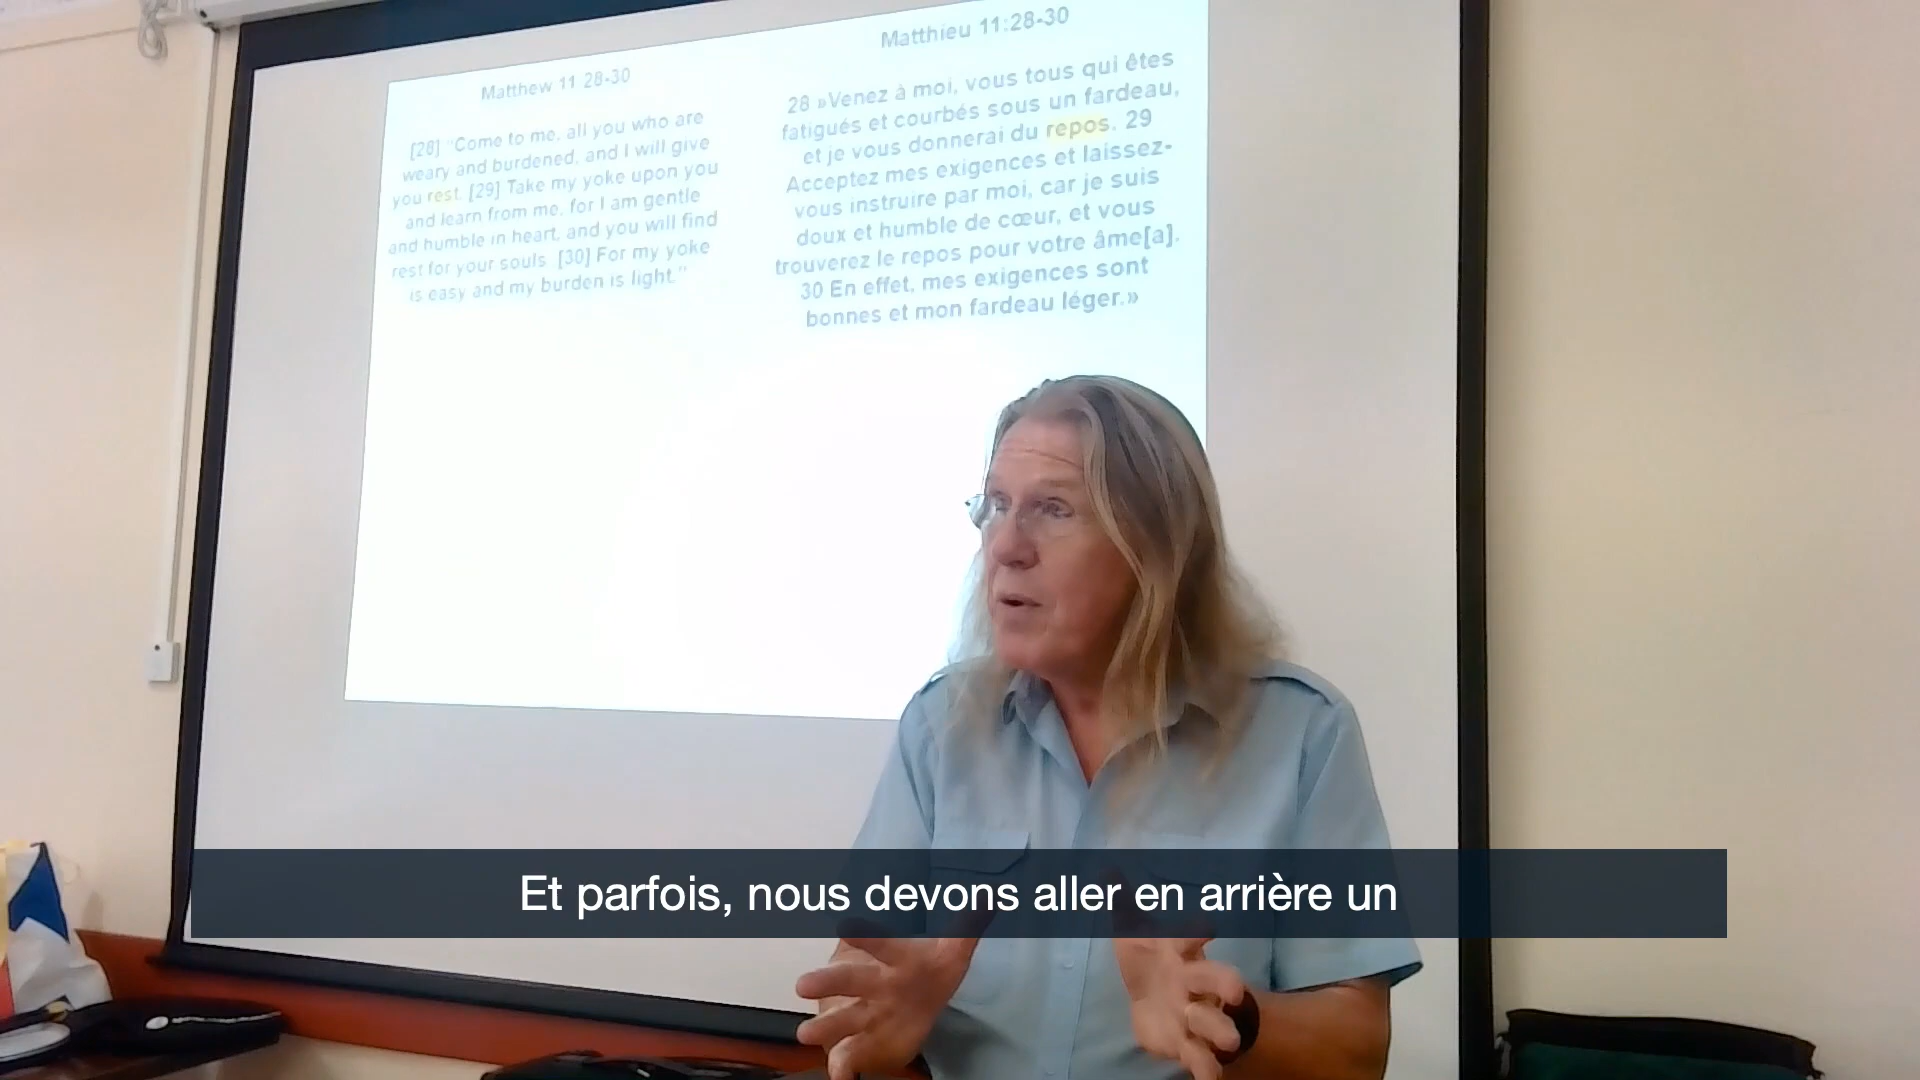 Matthew 11 28-30
[28] "Come to me, all you who are
weary and burdened, and I will give
you rest. [29] Take my yoke upon you
and learn from me, for I am gentle
and humble in heart, and you will find
rest for your souls. [30] For my yoke
is easy and my burden is light."
Matthieu 11:28-30
28 »Venez à moi, vous tous qui êtes
fatigués et courbés sous un fardeau,
et je vous donnerai du repos. 29
Acceptez mes exigences et laissez-
vous instruire par moi, car je suis
doux et humble de cœur, et vous
trouverez le repos pour votre âme[a].
30 En effet, mes exigences sont
bonnes et mon fardeau léger.»
Et parfois, nous devons aller en arrière un